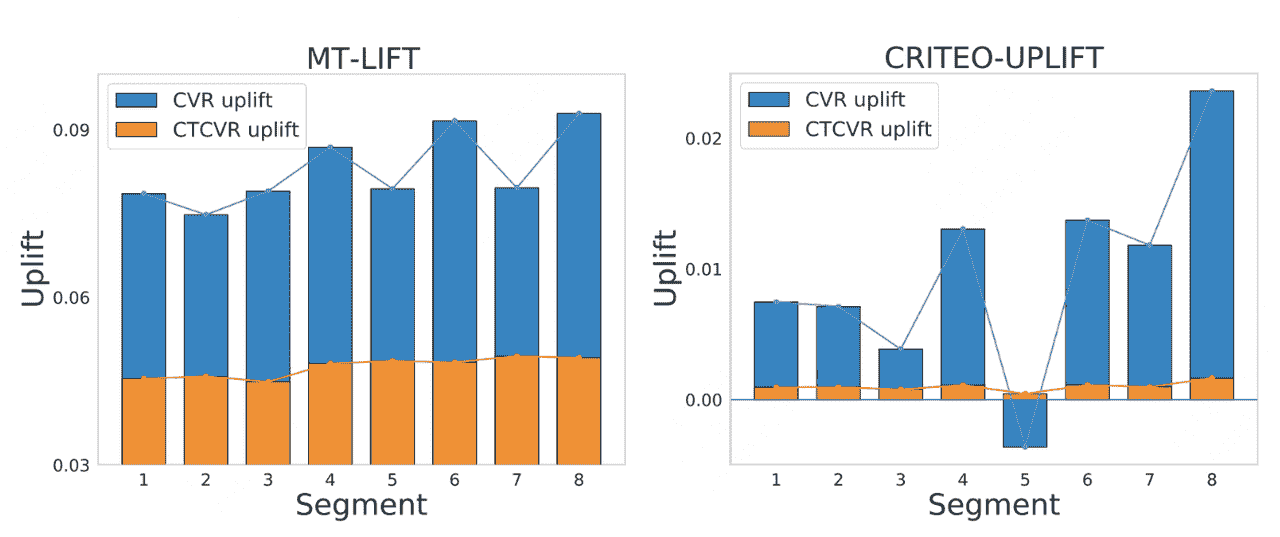 MT-LIFT
CVR uplift
CTCVR uplift
0.09
0.06
0.03
Uplift
1 2 3 4 5 6 7 8
Segment
CRITEO-UPLIFT
CVR uplift
CTCVR uplift
0.02
0.01
0.00
Uplift
1 2 3 4 5 6 7 8
Segment